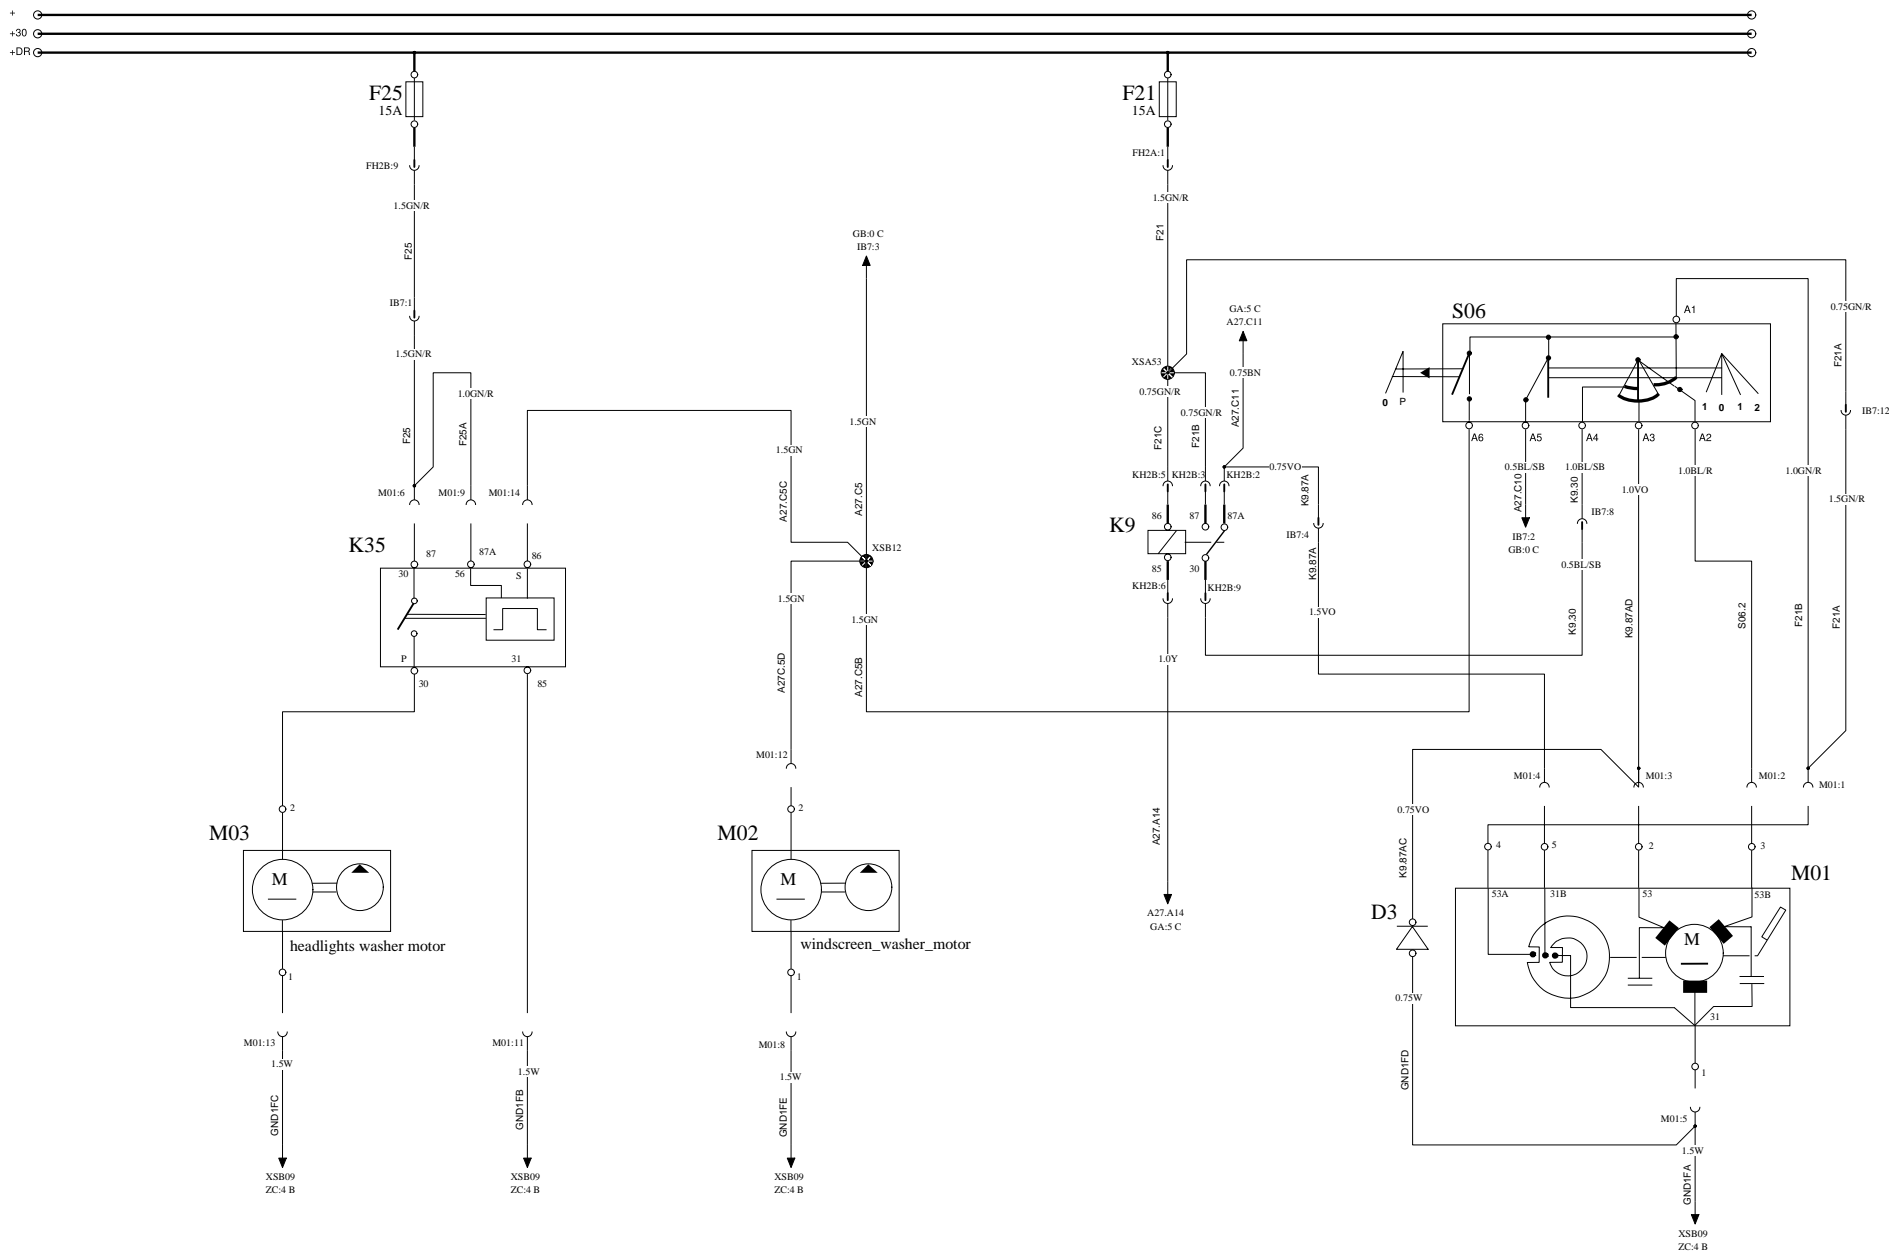 +
+30
+DR
F25
15A
F21
15A
FH2B:9
FH2A:1
1.5GN/R
1.5GN/R
F25
F21
GB:0 C
IB7:3
IB7:1
GA:5 C
A27.C11
S06
A1
0.75GN/R
1.5GN/R
XSA53
F21A
0.75BN
1.0GN/R
0.75GN/R
0.75GN/R
A27.C11
0 P
1 0 1 2
IB7:12
F25
F25A
1.5GN
1.5GN
F21C
F21B
A6
A5
A4
A3
A2
KH2B:5
KH2B:3
KH2B:2
0.75VO
0.5BL/SB
1.0BL/SB
1.0BL/R
1.0GN/R
M01:6
M01:9
M01:14
A27.C5C
A27.C5
K9.87A
A27.C10
K9.30
1.0VO
1.5GN/R
K9
86
87
87A
IB7:8
IB7:4
IB7:2
GB:0 C
K35
87
87A
86
XSB12
30
56
S
85
30
K9.87A
0.5BL/SB
KH2B:6
KH2B:9
1.5GN
1.5GN
1.5VO
K9.30
K9.87AD
S06.2
F21B
F21A
P
31
30
85
A27C.5D
A27.C5B
1.0Y
M01:12
M01:4
M01:3
M01:2
M01:1
2
2
0.75VO
M03
M02
A27.A14
K9.87AC
4
5
2
3
M01
M
M
53A
31B
53
53B
A27.A14
GA:5 C
D3
M
headlights washer motor
windscreen_washer_motor
1
1
0.75W
31
M01:13
M01:11
M01:8
1.5W
1.5W
1.5W
GND1FD
1
GND1FC
GND1FB
GND1FE
M01:5
1.5W
XSB09
ZC:4 B
XSB09
ZC:4 B
XSB09
ZC:4 B
GND1FA
XSB09
ZC:4 B